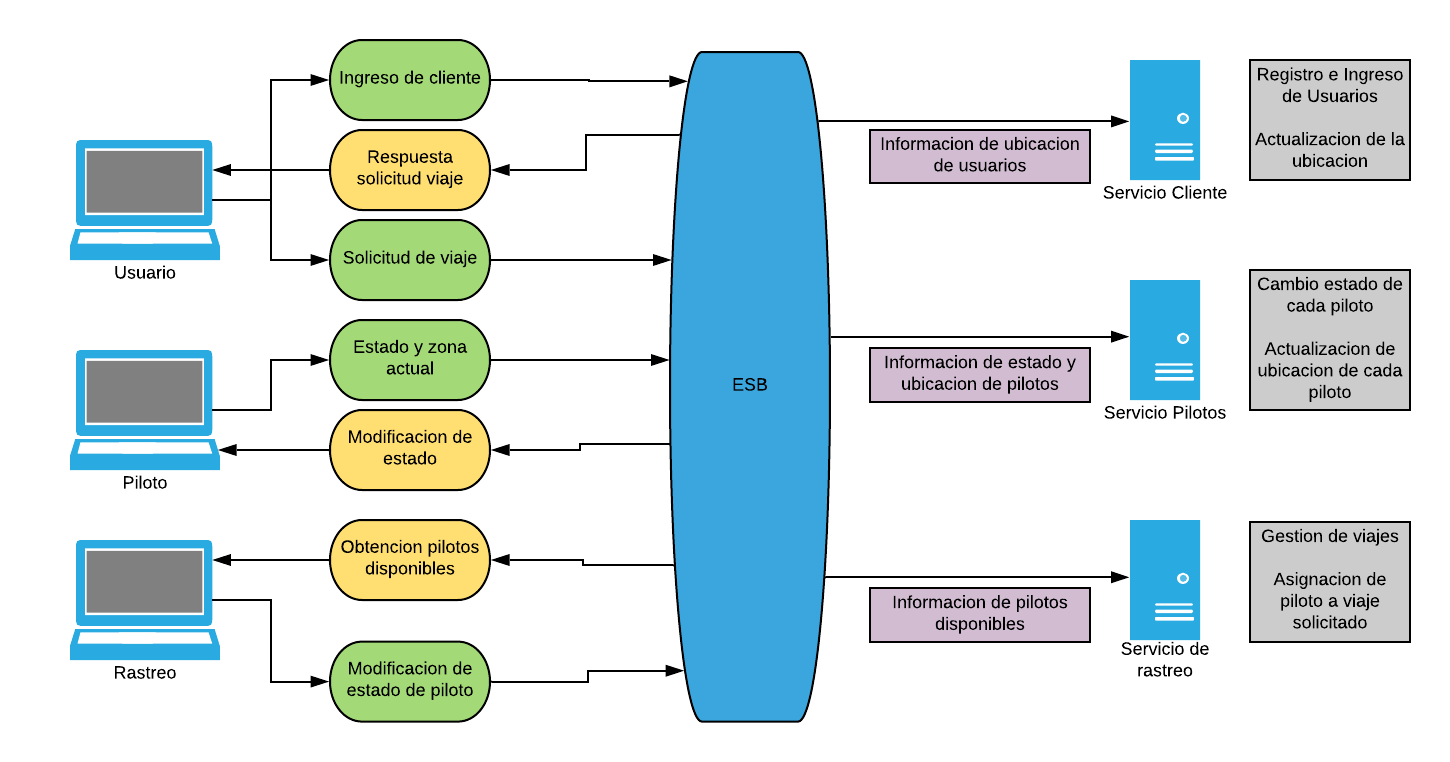 Ingreso de cliente
Respuesta
solicitud viaje
Solicitud de viaje
Usuario
Estado y zona
actual
Modificacion de
estado
Piloto
Obtencion pilotos
disponibles
Modificacion de
estado de piloto
Rastreo
ESB
Informacion de ubicacion
de usuarios
Servicio Cliente
Registro e Ingreso
de Usuarios
Actualizacion de la
ubicacion
Informacion de estado y
ubicacion de pilotos
Servicio Pilotos
Cambio estado de
cada piloto
Actualizacion de
ubicacion de cada
piloto
Informacion de pilotos
disponibles
Servicio de
rastreo
Gestion de viajes
Asignacion de
piloto a viaje
solicitado